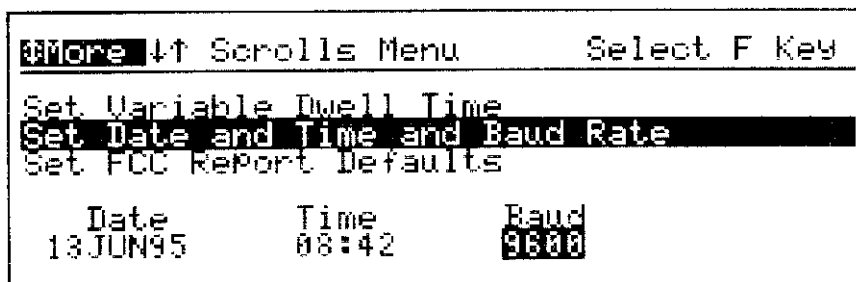 ↕More ↓↑ Scrolls Menu Select F Key
Set Variable Dwell Time
Set Date and Time and Baud Rate
Set FCC Report Defaults
Date Time Baud
13JUN95 08:42 9600